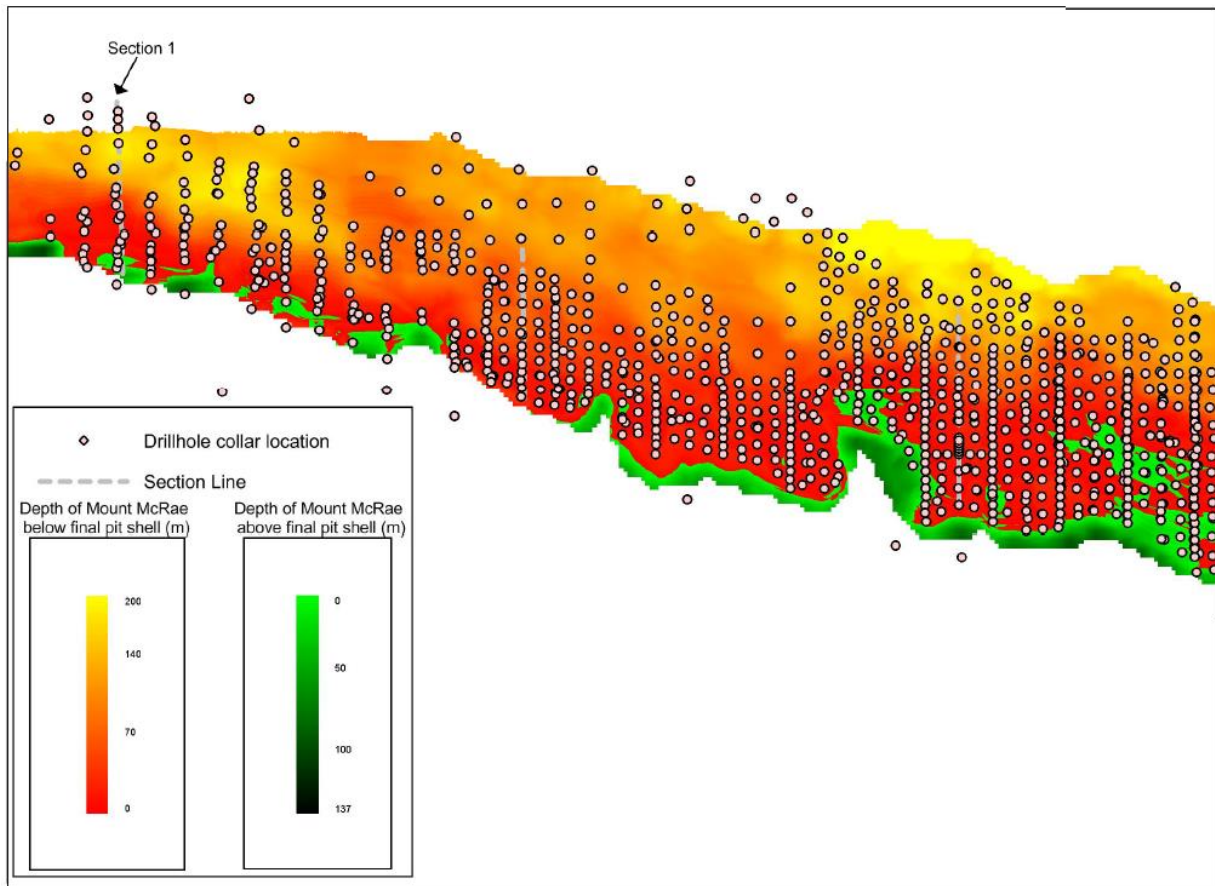 Section 1
Drillhole collar location
Section Line
Depth of Mount McRae
below final pit shell (m)
200
140
70
0
Depth of Mount McRae
above final pit shell (m)
0
50
100
137